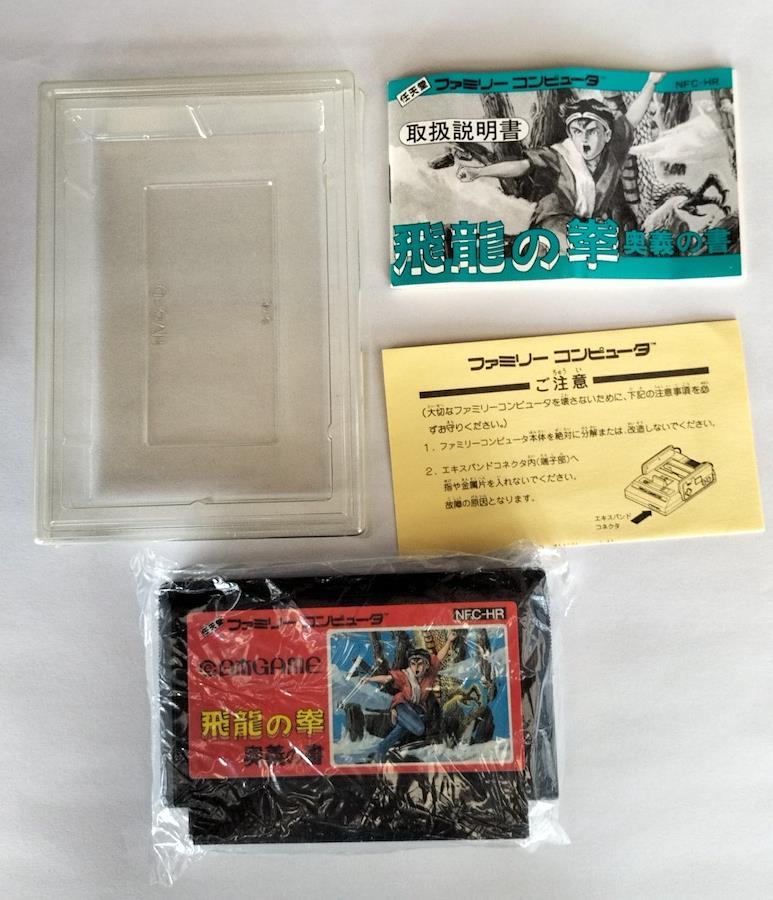 任天堂 ファミリー コンピュータ™ NFC-HR
取扱説明書
飛龍の拳 奥義の書
ファミリー コンピュータ™
ご注意
(大切なファミリーコンピュータを壊さないために、下記の注意事項を必
ずお守りください。)
1. ファミリーコンピュータ本体を絶対に分解または、改造しないでください。
2. エキスパンドコネクタ内(端子部)へ
指や金属片を入れないでください。
故障の原因となります。
エキスパンド
コネクタ
任天堂 ファミリー コンピュータ™ NFC-HR
飛龍の拳
奥義の書